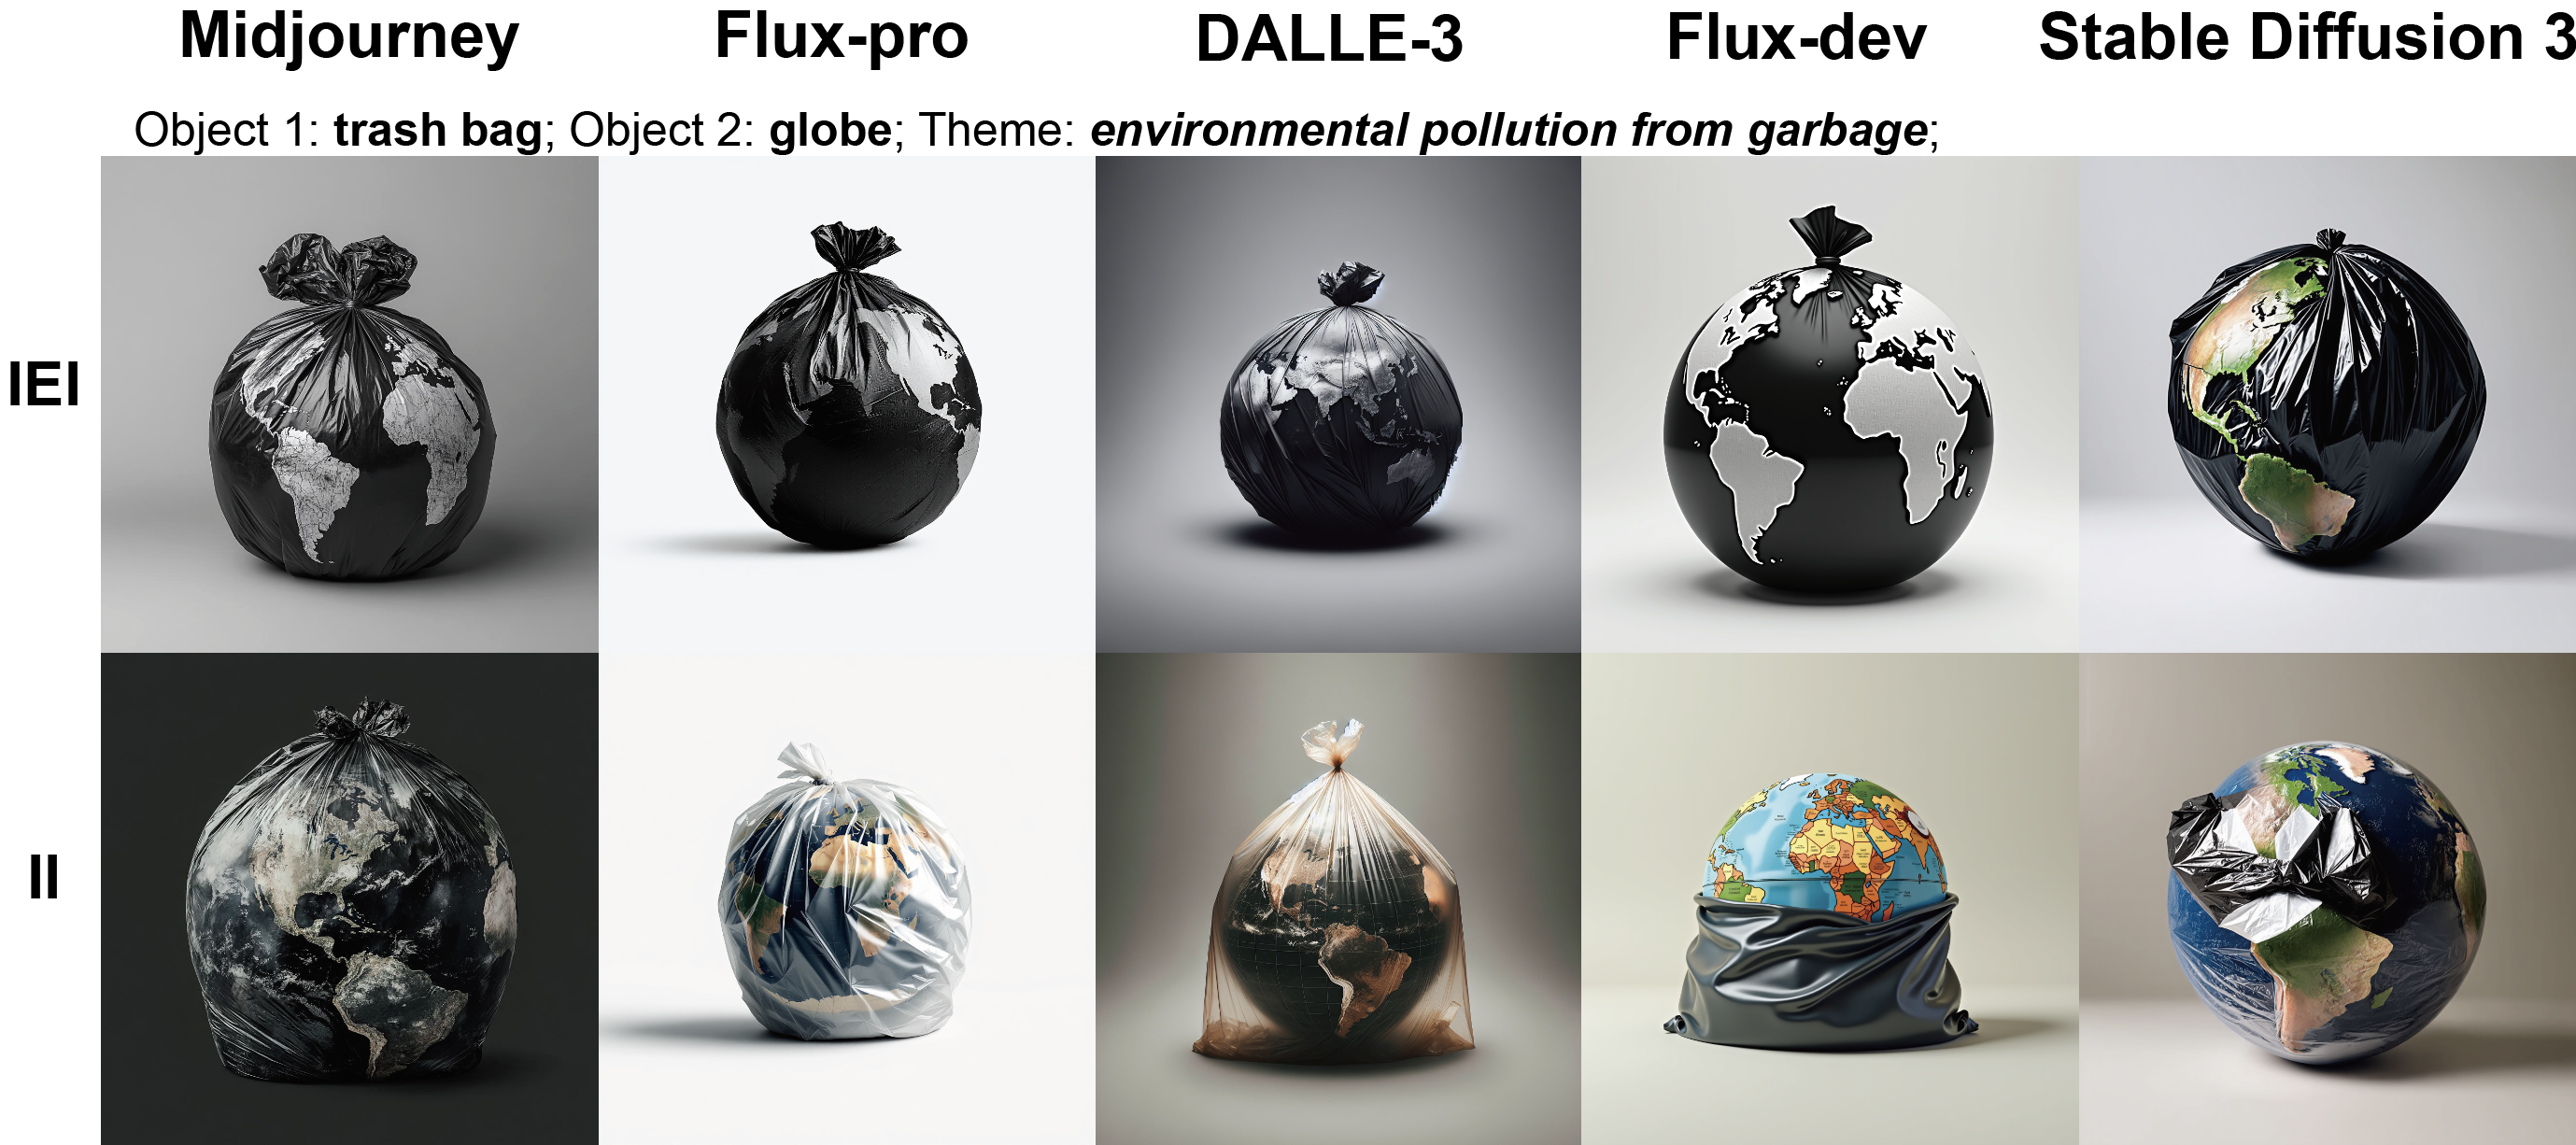 Midjourney Flux-pro DALLE-3 Flux-dev Stable Diffusion 3
Object 1: trash bag; Object 2: globe; Theme: environmental pollution from garbage;
IEI
II